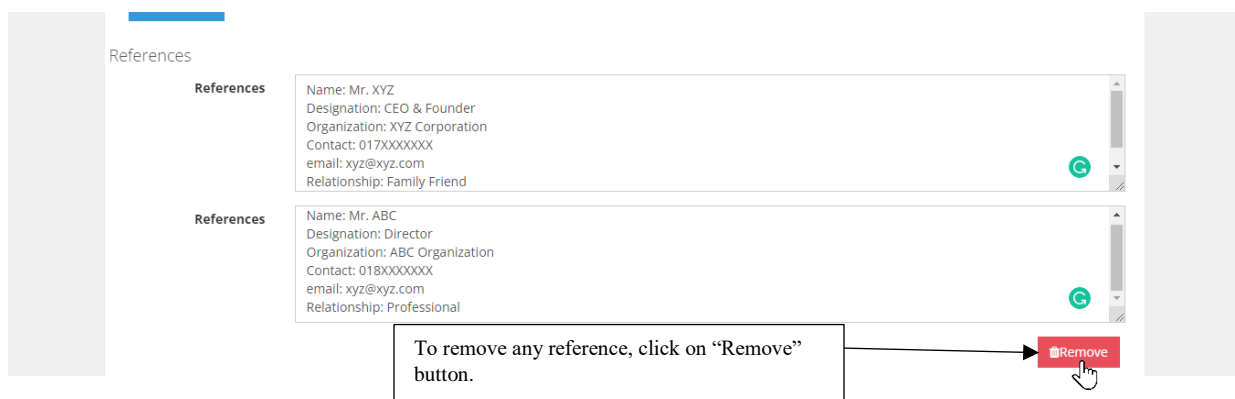 References
References
Name: Mr. XYZ
Designation: CEO & Founder
Organization: XYZ Corporation
Contact: 017XXXXXXX
email: xyz@xyz.com
Relationship: Family Friend
References
Name: Mr. ABC
Designation: Director
Organization: ABC Organization
Contact: 018XXXXXXX
email: xyz@xyz.com
Relationship: Professional
To remove any reference, click on “Remove”
button.
Remove